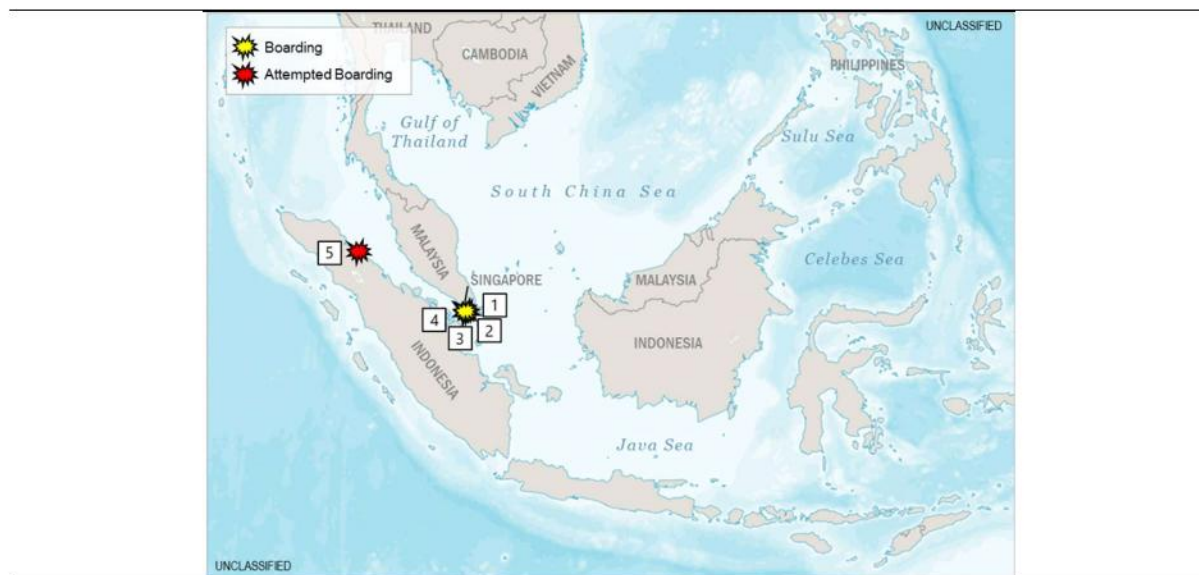 UNCLASSIFIED
Boarding
Attempted Boarding
THAILAND
CAMBODIA
VIETNAM
PHILIPPINES
Gulf of
Thailand
Sulu Sea
South China Sea
MALAYSIA
5
SINGAPORE
MALAYSIA
Celebes Sea
1
4
2
3
INDONESIA
INDONESIA
Java Sea
UNCLASSIFIED